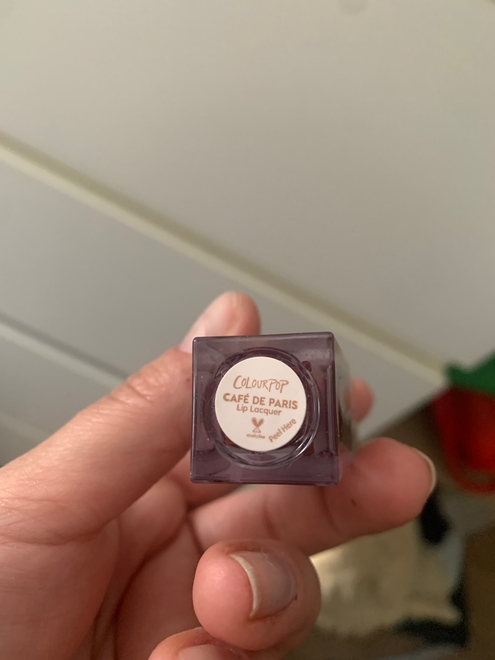 COLOURPOP
CAFÉ DE PARIS
Lip Lacquer
Peel Here